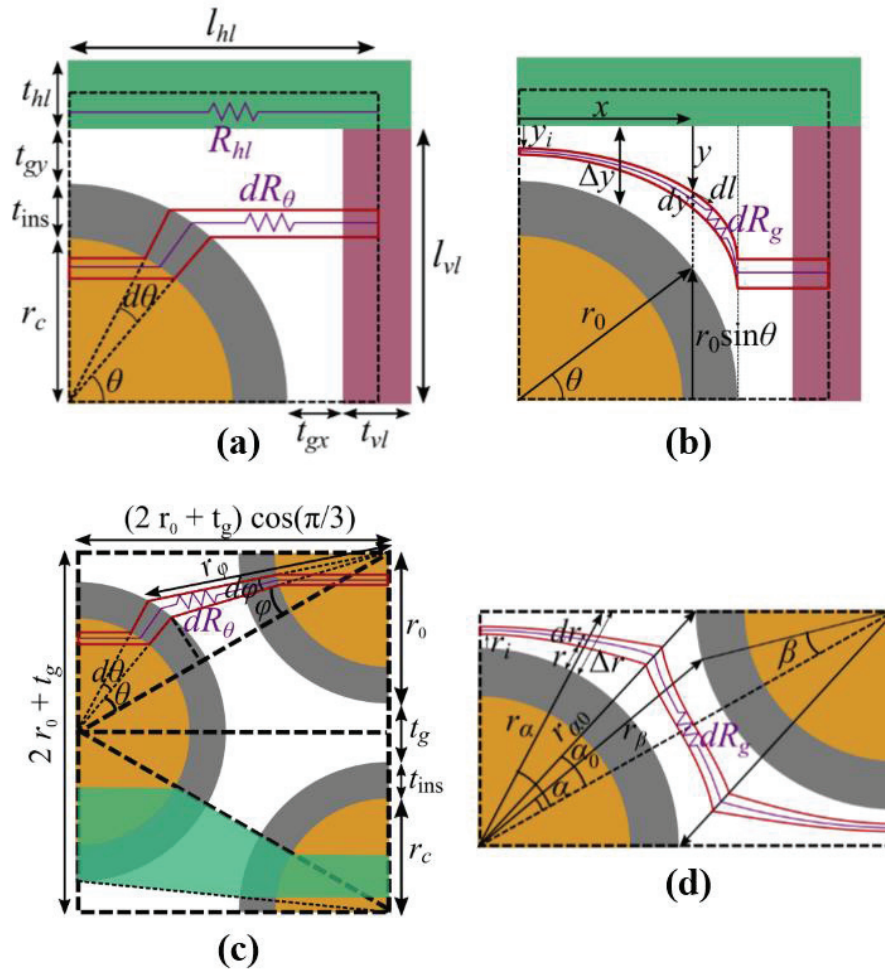 l_hl
t_hl
R_hl
t_gy
dR_θ
t_ins
l_vl
r_c
dθ
θ
t_gx
t_vl
(a)
x
y_i
y
Δy
dl
dy
dR_g
r_0
r_0 sinθ
θ
(b)
(2 r_0 + t_g) cos(π/3)
r_φ
dφ
φ
dR_θ
r_0
2 r_0 + t_g
dθ
θ
t_g
t_ins
r_c
(c)
dr
r_i
r
Δr
β
r_α
r_α0
r_β
dR_g
α_0
α
(d)